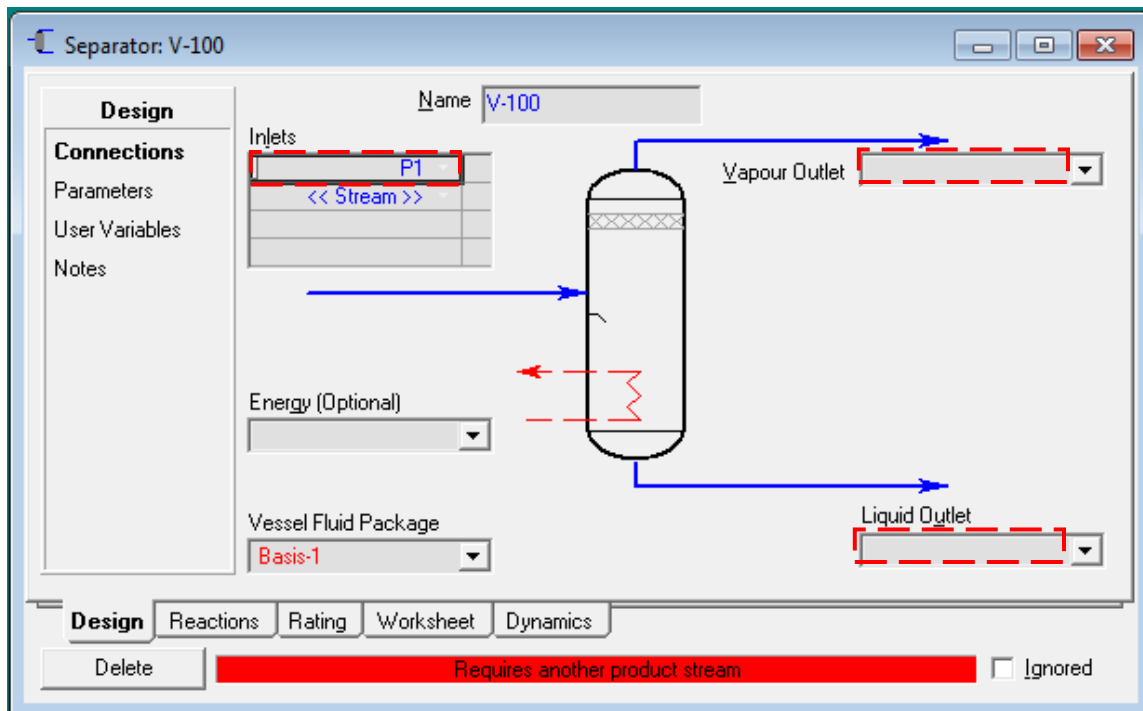 Separator: V-100
Design
Connections
Parameters
User Variables
Notes
Name V-100
Inlets
P1
<< Stream >>
Vapour Outlet
Energy (Optional)
Vessel Fluid Package
Basis-1
Liquid Outlet
Design Reactions Rating Worksheet Dynamics
Delete Requires another product stream Ignored